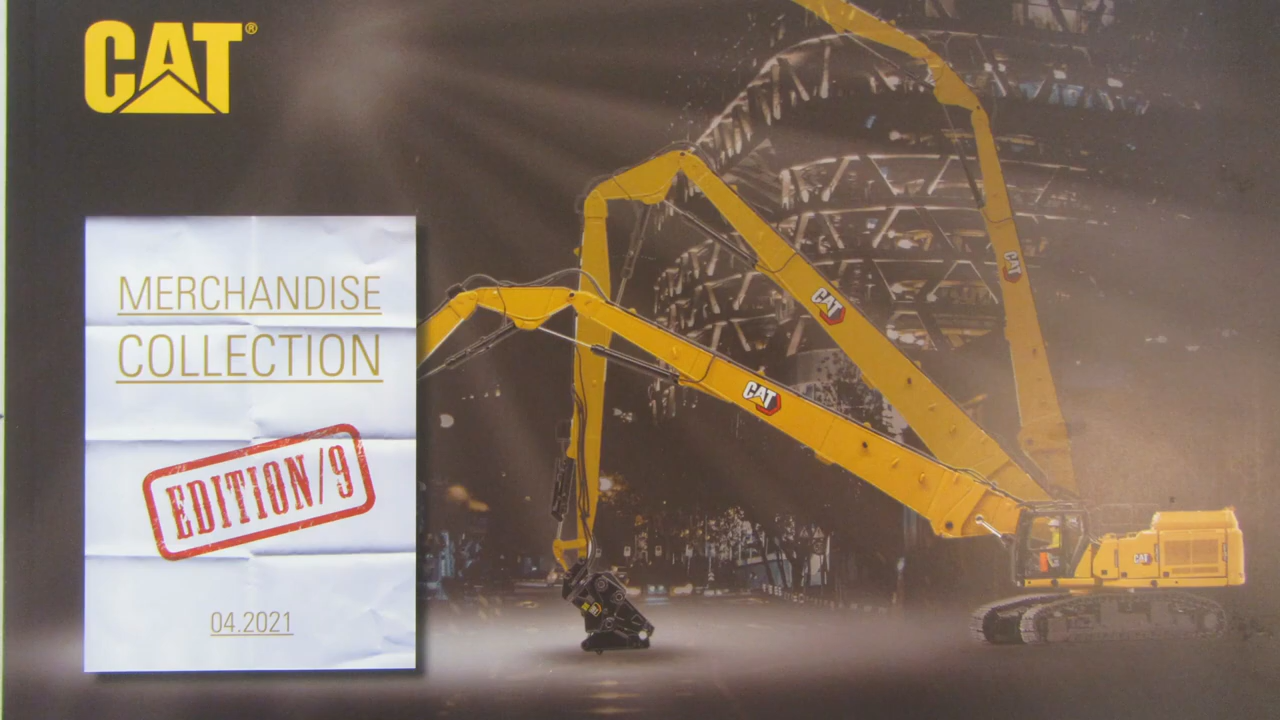 CAT®
MERCHANDISE
COLLECTION
EDITION/9
04.2021
CAT
CAT
CAT
CAT